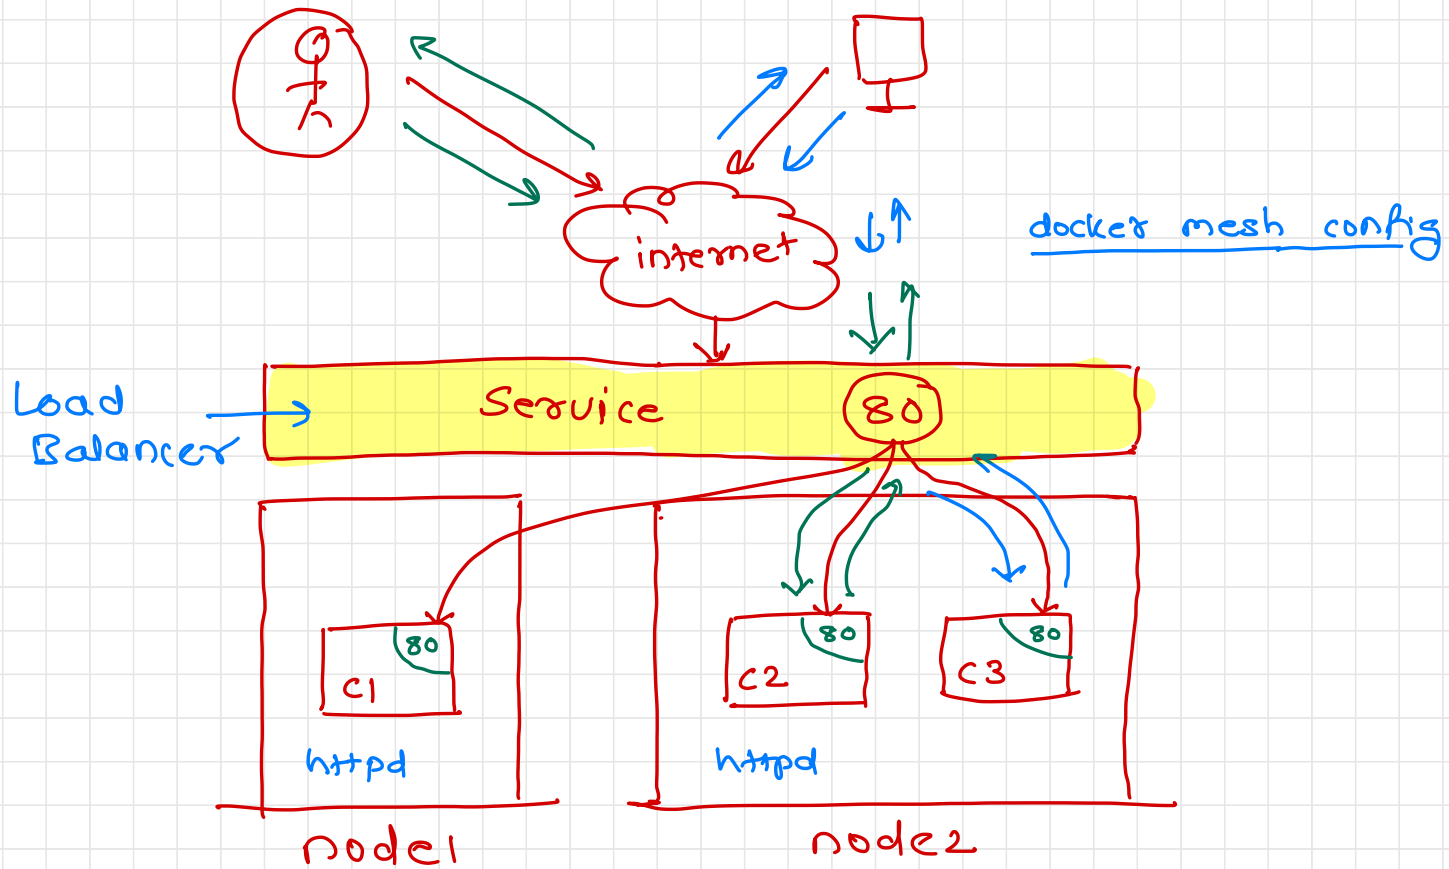 internet
docker mesh config
Load
Balancer
Service
80
80
C1
80
C2
80
C3
httpd
httpd
node1
node2